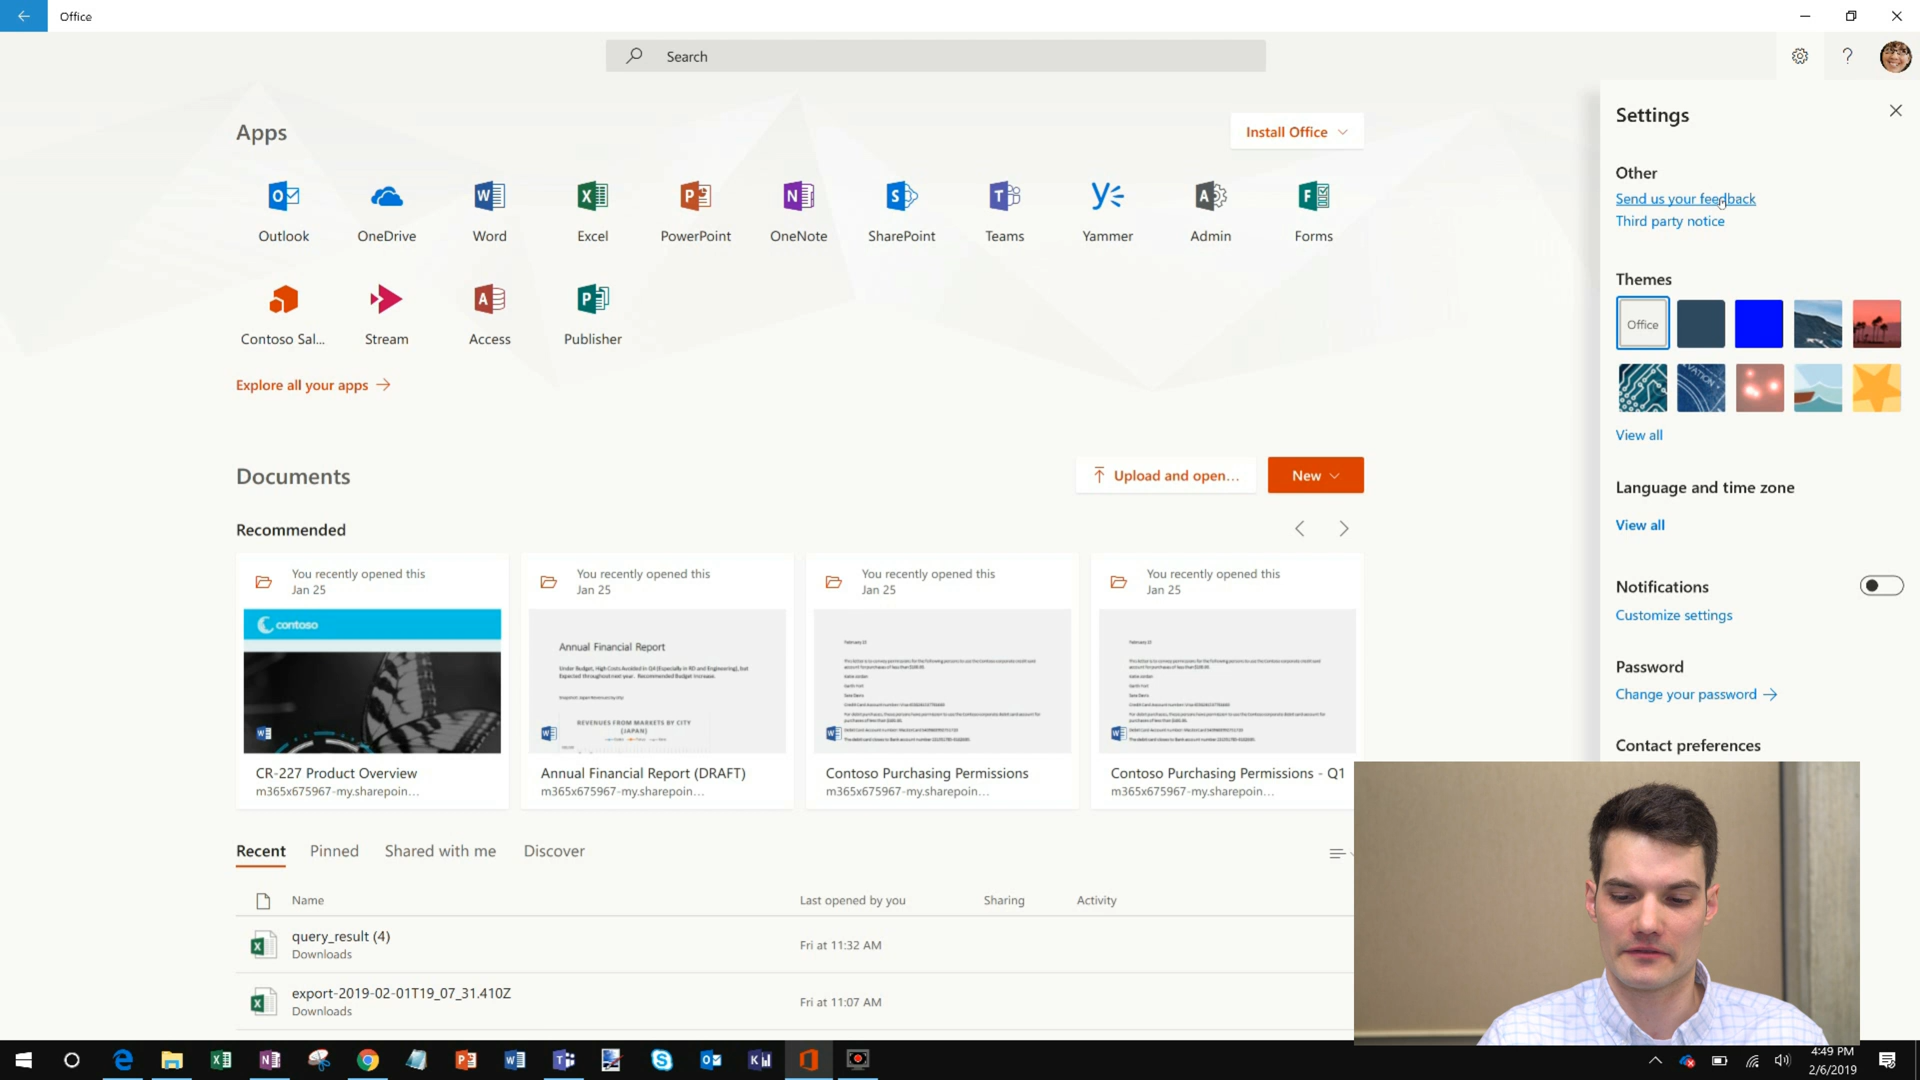 Office
Search
Apps
Install Office
Outlook
OneDrive
Word
Excel
PowerPoint
OneNote
SharePoint
Teams
Yammer
Admin
Forms
Contoso Sal...
Stream
Access
Publisher
Explore all your apps
Documents
Upload and open...
New
Recommended
You recently opened this
Jan 25
You recently opened this
Jan 25
You recently opened this
Jan 25
You recently opened this
Jan 25
contoso
Annual Financial Report
REVENUES FROM MARKETS BY CITY
(JAPAN)
CR-227 Product Overview
m365x675967-my.sharepoin...
Annual Financial Report (DRAFT)
m365x675967-my.sharepoin...
Contoso Purchasing Permissions
m365x675967-my.sharepoin...
Contoso Purchasing Permissions - Q1
m365x675967-my.sharepoin...
Recent
Pinned
Shared with me
Discover
Name
Last opened by you
Sharing
Activity
query_result (4)
Downloads
Fri at 11:32 AM
export-2019-02-01T19_07_31.410Z
Downloads
Fri at 11:07 AM
Settings
Other
Send us your feedback
Third party notice
Themes
Office
View all
Language and time zone
View all
Notifications
Customize settings
Password
Change your password
Contact preferences
4:49 PM
2/6/2019